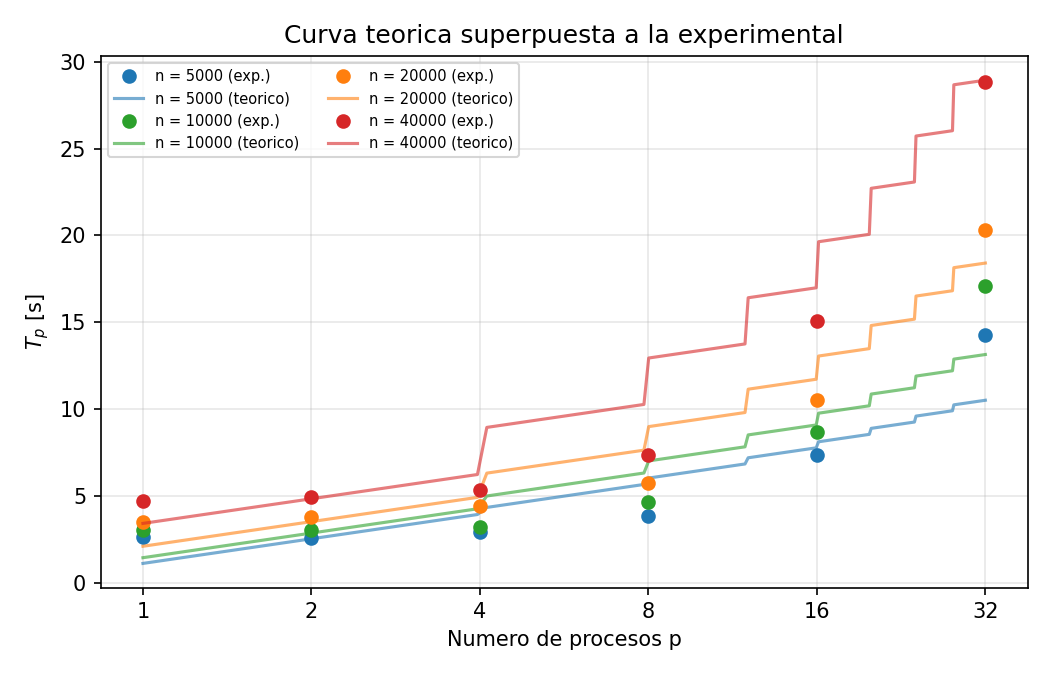 Curva teorica superpuesta a la experimental
n = 5000 (exp.)
n = 5000 (teorico)
n = 10000 (exp.)
n = 10000 (teorico)
n = 20000 (exp.)
n = 20000 (teorico)
n = 40000 (exp.)
n = 40000 (teorico)
30
25
20
15
10
5
0
T_p [s]
1 2 4 8 16 32
Numero de procesos p